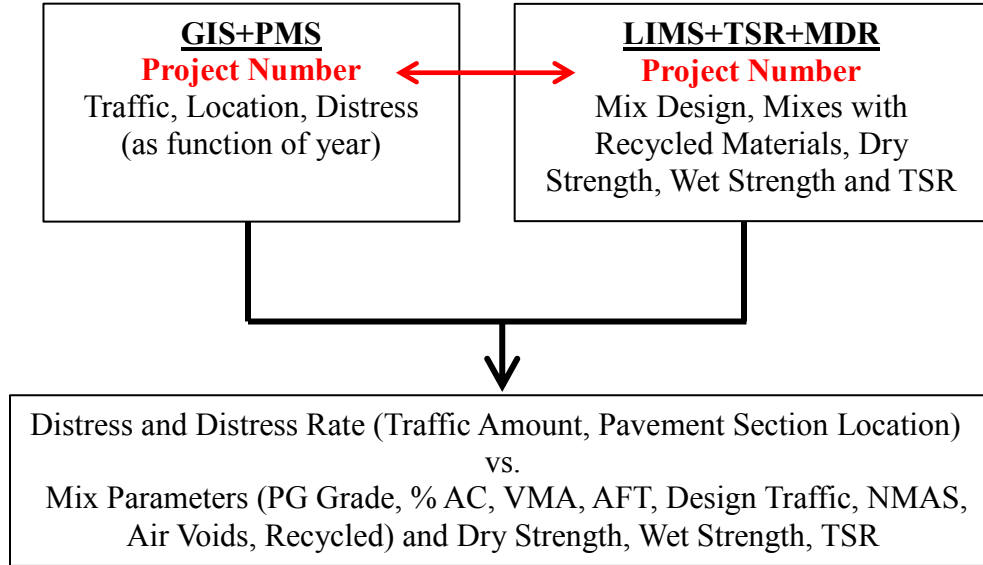 GIS+PMS
Project Number
Traffic, Location, Distress
(as function of year)
LIMS+TSR+MDR
Project Number
Mix Design, Mixes with
Recycled Materials, Dry
Strength, Wet Strength and TSR
Distress and Distress Rate (Traffic Amount, Pavement Section Location)
vs.
Mix Parameters (PG Grade, % AC, VMA, AFT, Design Traffic, NMAS,
Air Voids, Recycled) and Dry Strength, Wet Strength, TSR